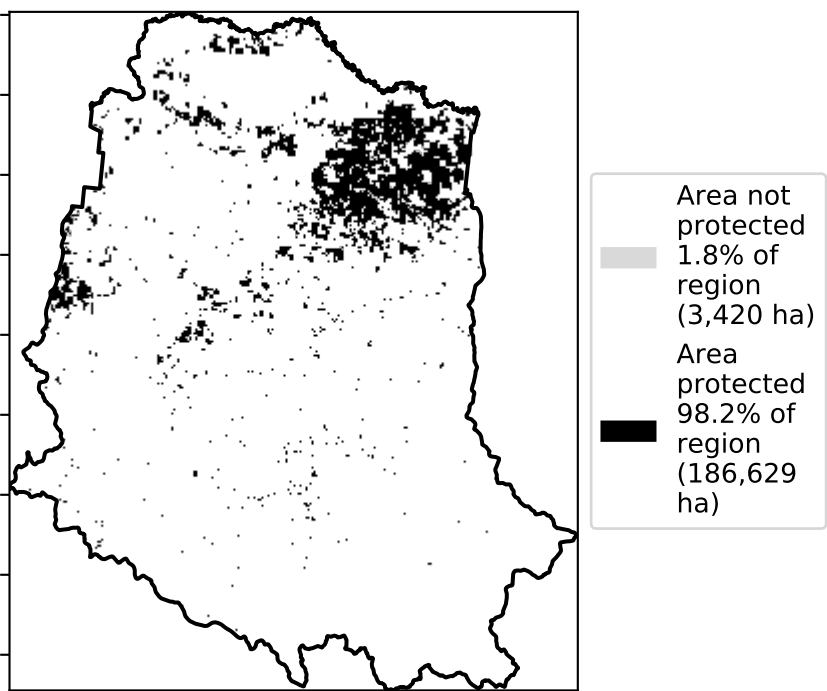 Area not
protected
1.8% of
region
(3,420 ha)
Area
protected
98.2% of
region
(186,629
ha)